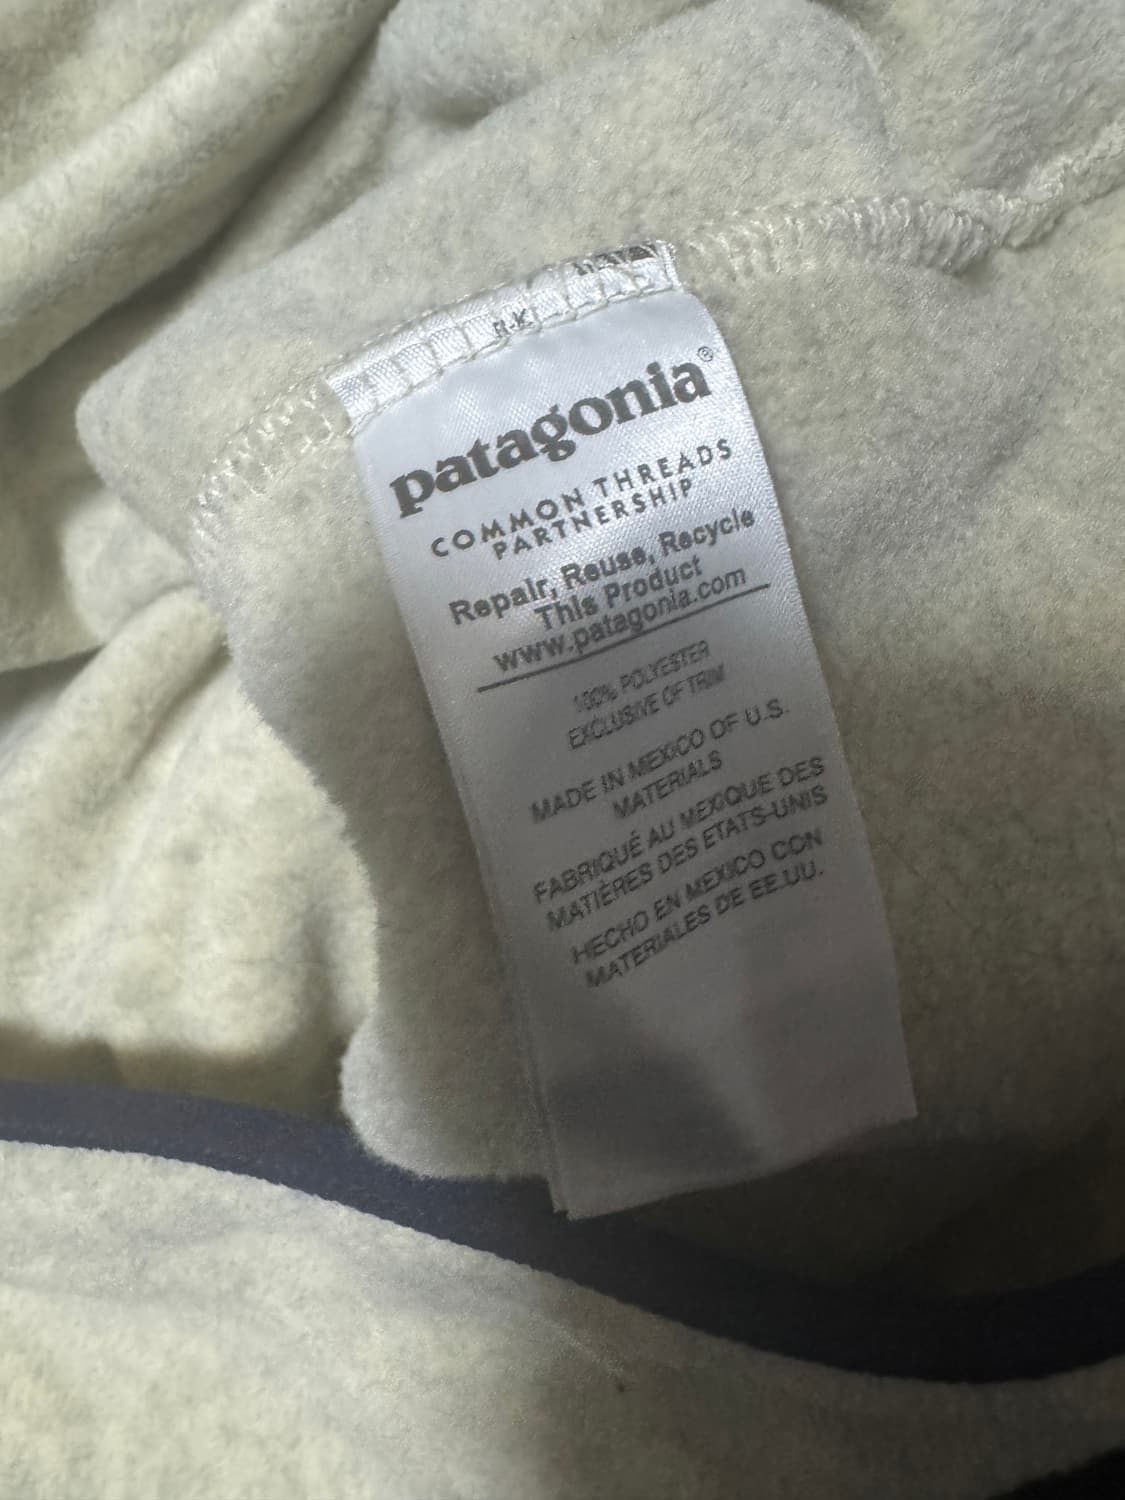 patagonia®
COMMON THREADS
PARTNERSHIP
Repair, Reuse, Recycle
This Product
www.patagonia.com
100% POLYESTER
EXCLUSIVE OF TRIM
MADE IN MEXICO OF U.S.
MATERIALS
FABRIQUÉ AU MEXIQUE DES
MATIÈRES DES ETATS-UNIS
HECHO EN MEXICO CON
MATERIALES DE EE.UU.